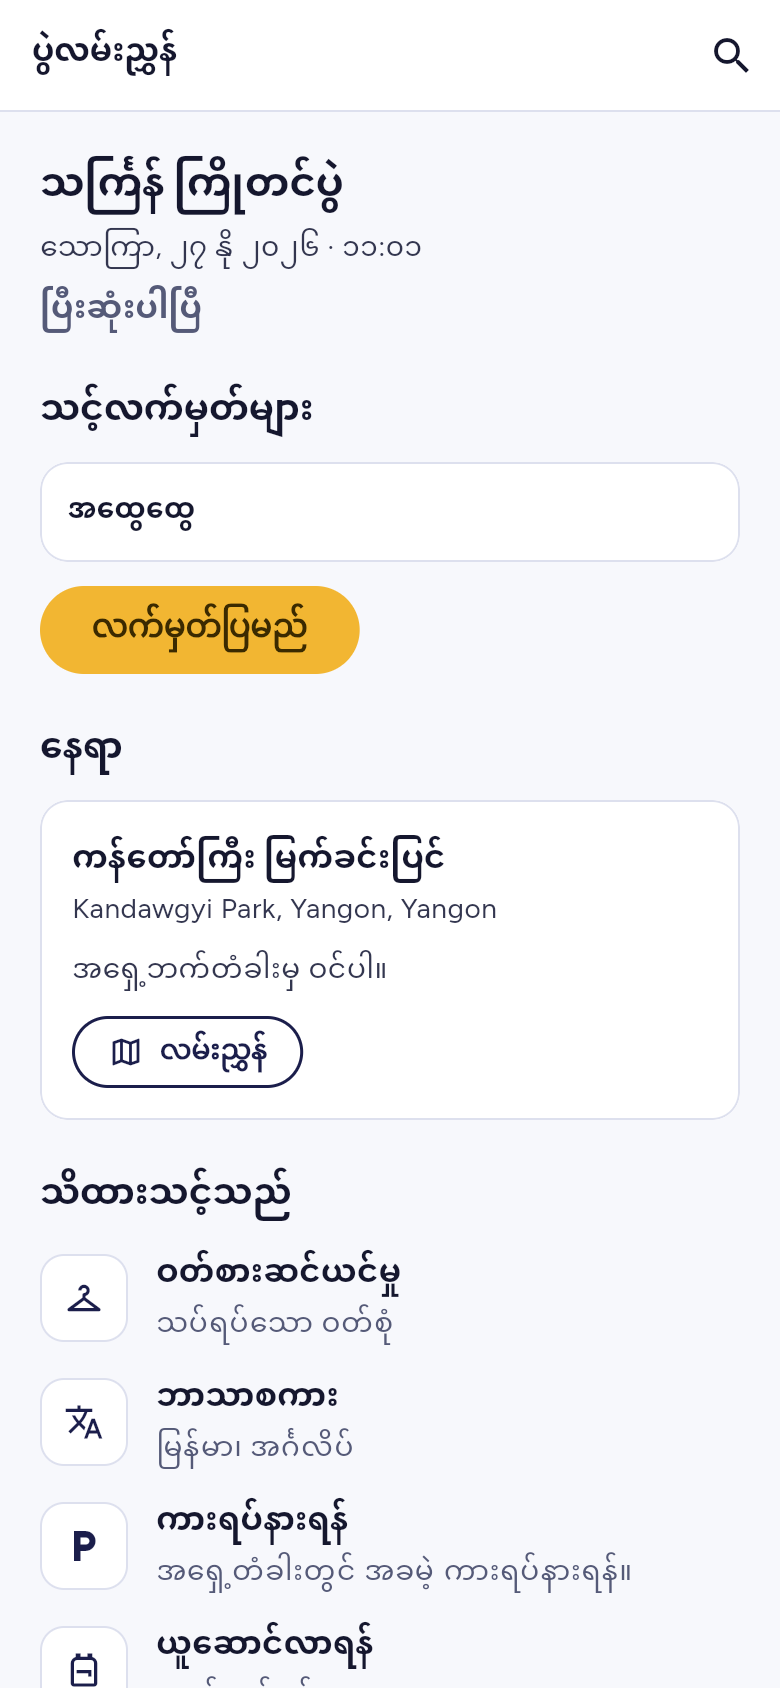 ပွဲလမ်းညွှန်
သင်္ကြန် ကြိုတင်ပွဲ
သောကြာ, ၂၇ နို ၂၀၂၆ · ၁၁:၀၁
ပြီးဆုံးပါပြီ
သင့်လက်မှတ်များ
အထွေထွေ
လက်မှတ်ပြမည်
နေရာ
ကန်တော်ကြီး မြက်ခင်းပြင်
Kandawgyi Park, Yangon, Yangon
အရှေ့ဘက်တံခါးမှ ဝင်ပါ။
လမ်းညွှန်
သိထားသင့်သည်
ဝတ်စားဆင်ယင်မှု
သပ်ရပ်သော ဝတ်စုံ
ဘာသာစကား
မြန်မာ၊ အင်္ဂလိပ်
P
ကားရပ်နားရန်
အရှေ့တံခါးတွင် အခမဲ့ ကားရပ်နားရန်။
ယူဆောင်လာရန်